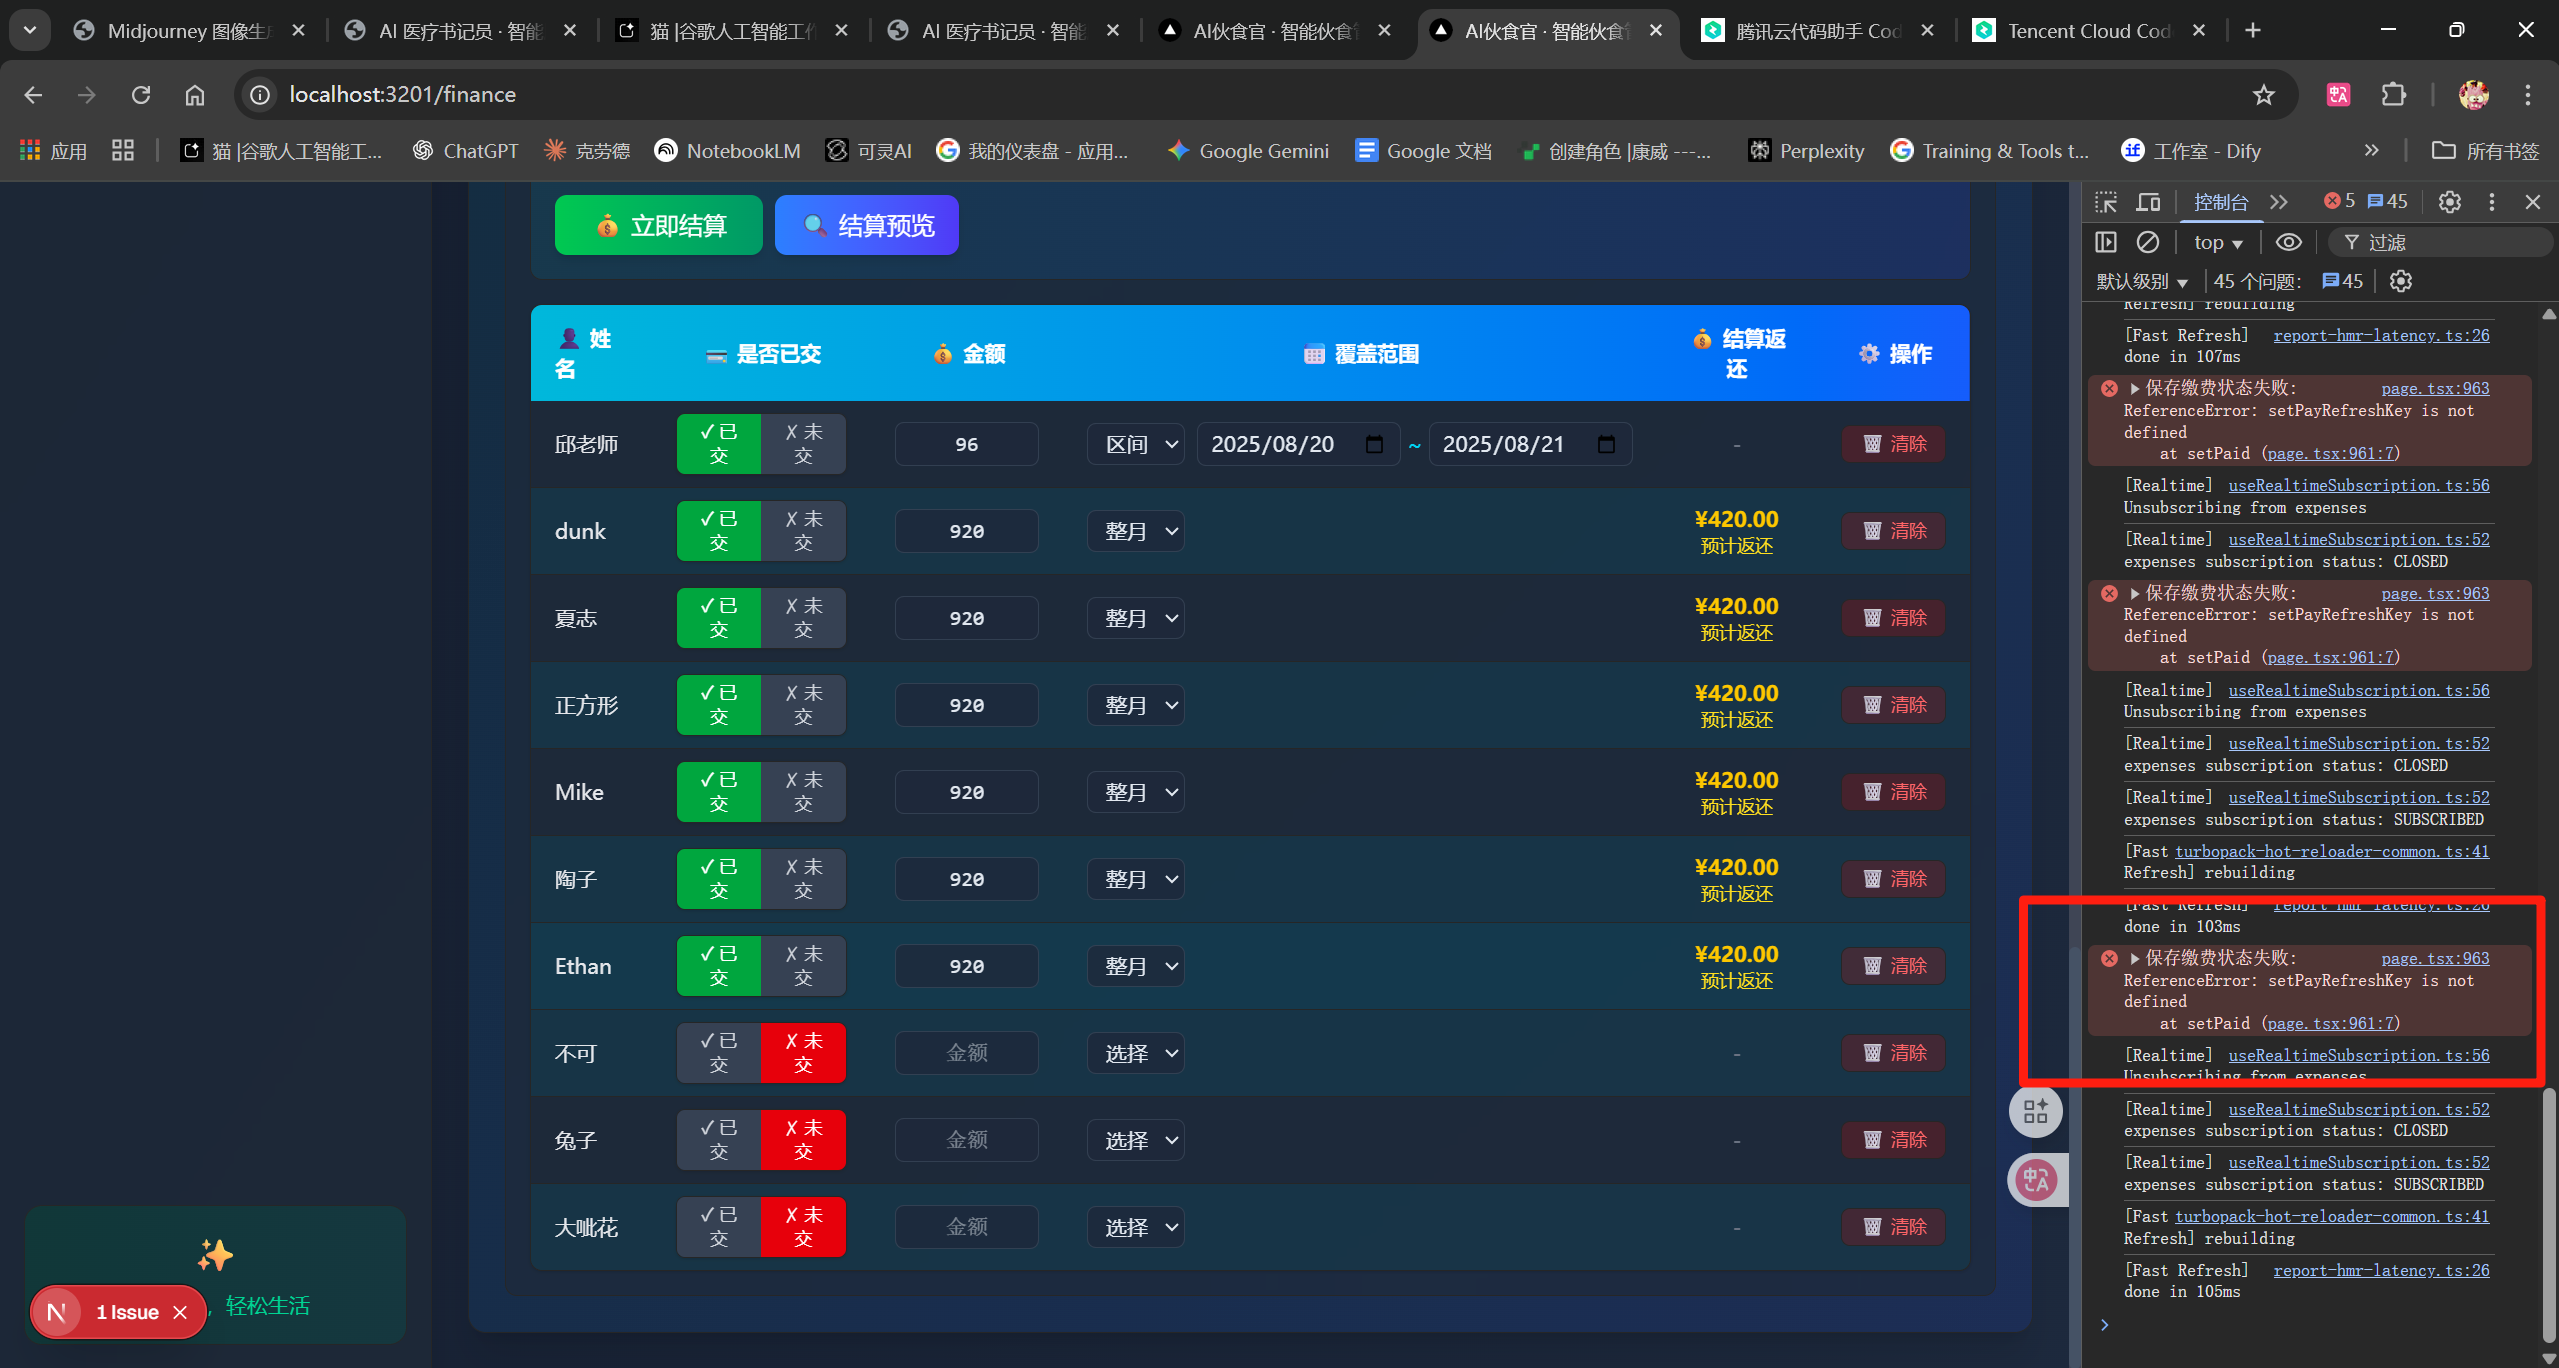 Midjourney 图像生
AI 医疗书记员 · 智能
猫 |谷歌人工智能工作
AI 医疗书记员 · 智能
AI伙食官 · 智能伙食管
AI伙食官 · 智能伙食
腾讯云代码助手 Cod
Tencent Cloud Cod
localhost:3201/finance
应用
猫 |谷歌人工智能工...
ChatGPT
克劳德
NotebookLM
可灵AI
我的仪表盘 - 应用...
Google Gemini
Google 文档
创建角色 |康威 ---...
Perplexity
Training & Tools t...
工作室 - Dify
所有书签
立即结算
结算预览
姓名
是否已交
金额
覆盖范围
结算返还
操作
邱老师
✓ 已交
✗ 未交
96
区间
2025/08/20
~
2025/08/21
-
清除
dunk
✓ 已交
✗ 未交
920
整月
¥420.00
预计返还
清除
夏志
✓ 已交
✗ 未交
920
整月
¥420.00
预计返还
清除
正方形
✓ 已交
✗ 未交
920
整月
¥420.00
预计返还
清除
Mike
✓ 已交
✗ 未交
920
整月
¥420.00
预计返还
清除
陶子
✓ 已交
✗ 未交
920
整月
¥420.00
预计返还
清除
Ethan
✓ 已交
✗ 未交
920
整月
¥420.00
预计返还
清除
不可
✓ 已交
✗ 未交
金额
选择
-
清除
兔子
✓ 已交
✗ 未交
金额
选择
-
清除
大呲花
✓ 已交
✗ 未交
金额
选择
-
清除
N
1 Issue
，轻松生活
控制台
5
45
top
过滤
默认级别
45 个问题:
45
Refresh] rebuilding
[Fast Refresh] report-hmr-latency.ts:26
done in 107ms
保存缴费状态失败: page.tsx:963
ReferenceError: setPayRefreshKey is not
defined
at setPaid (page.tsx:961:7)
[Realtime] useRealtimeSubscription.ts:56
Unsubscribing from expenses
[Realtime] useRealtimeSubscription.ts:52
expenses subscription status: CLOSED
保存缴费状态失败: page.tsx:963
ReferenceError: setPayRefreshKey is not
defined
at setPaid (page.tsx:961:7)
[Realtime] useRealtimeSubscription.ts:56
Unsubscribing from expenses
[Realtime] useRealtimeSubscription.ts:52
expenses subscription status: CLOSED
[Realtime] useRealtimeSubscription.ts:52
expenses subscription status: SUBSCRIBED
[Fast turbopack-hot-reloader-common.ts:41
Refresh] rebuilding
[Fast Refresh] report-hmr-latency.ts:26
done in 103ms
保存缴费状态失败: page.tsx:963
ReferenceError: setPayRefreshKey is not
defined
at setPaid (page.tsx:961:7)
[Realtime] useRealtimeSubscription.ts:56
Unsubscribing from expenses
[Realtime] useRealtimeSubscription.ts:52
expenses subscription status: CLOSED
[Realtime] useRealtimeSubscription.ts:52
expenses subscription status: SUBSCRIBED
[Fast turbopack-hot-reloader-common.ts:41
Refresh] rebuilding
[Fast Refresh] report-hmr-latency.ts:26
done in 105ms